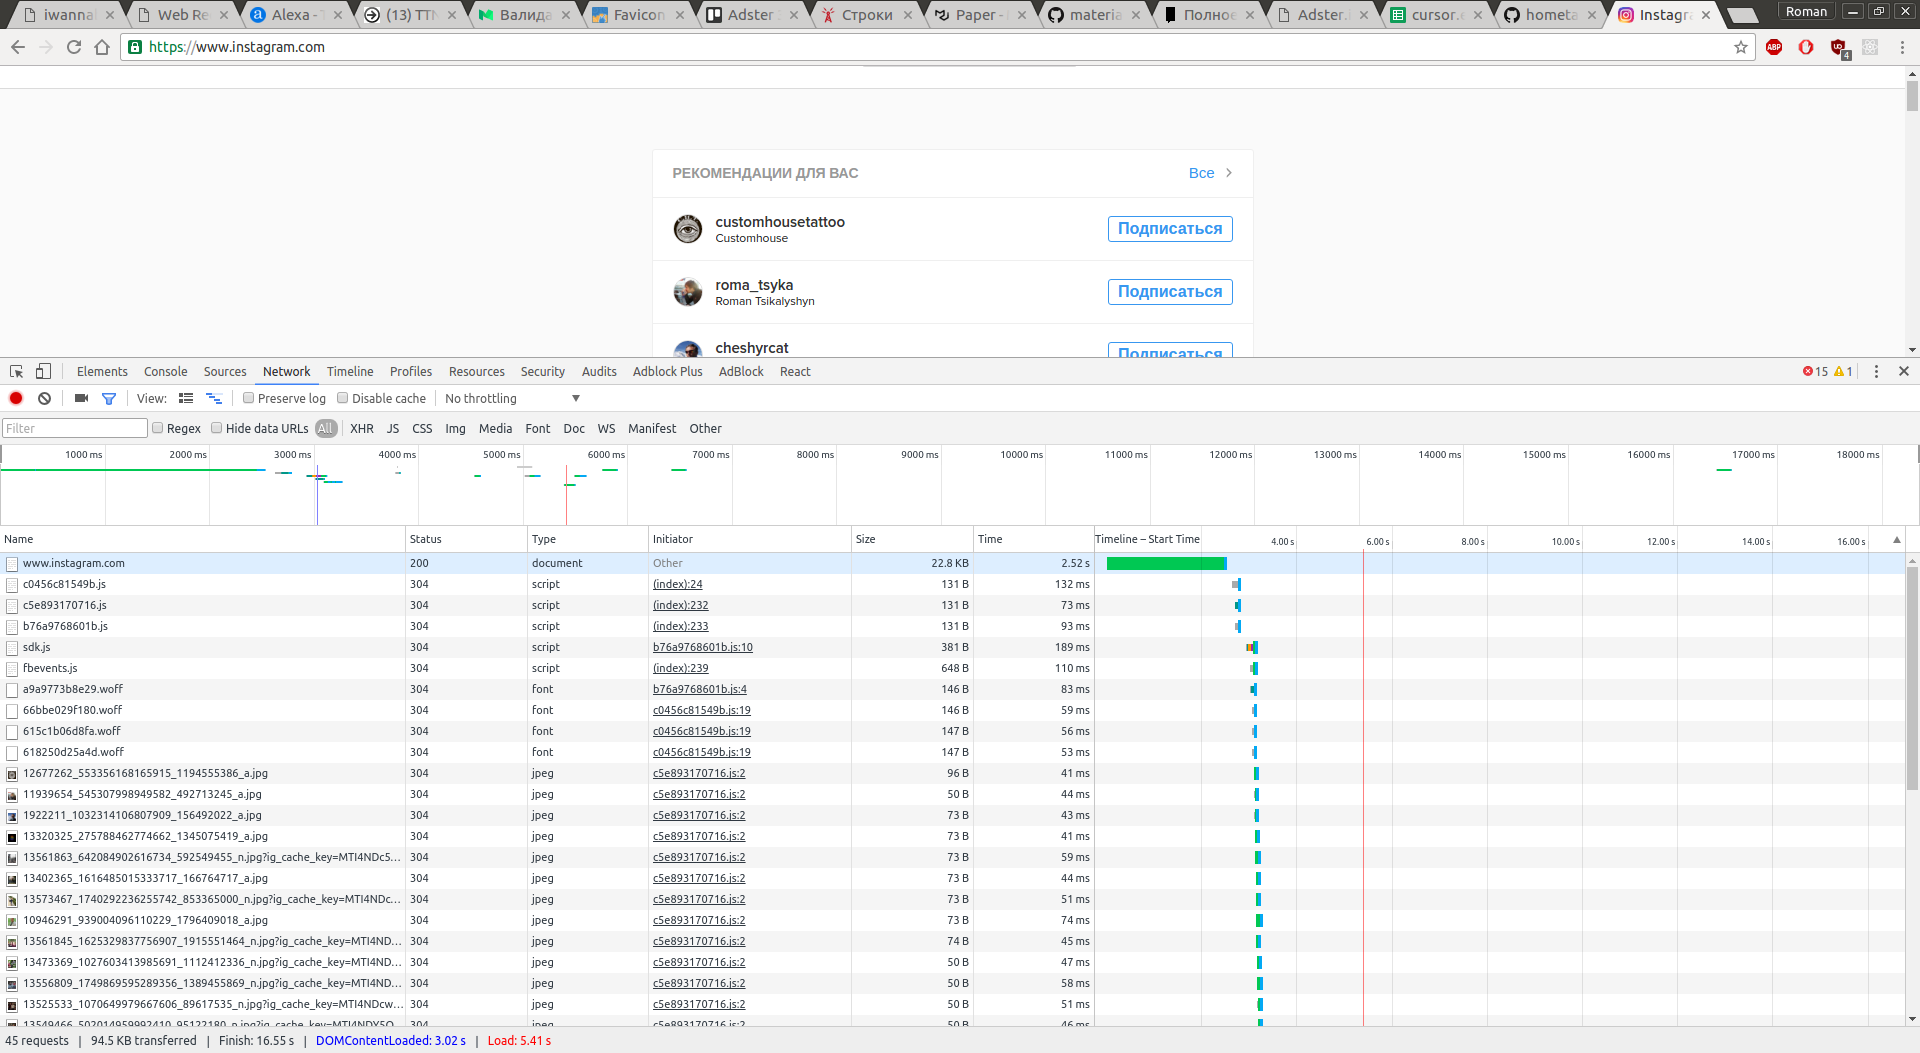 iwannal Web Re Alexa - T (13) TTN Валида Favicon Adster Строки Paper - materia Полное Adster. cursor.e hometa Instagra Roman
https://www.instagram.com
РЕКОМЕНДАЦИИ ДЛЯ ВАС Все
customhousetattoo
Customhouse
Подписаться
roma_tsyka
Roman Tsikalyshyn
Подписаться
cheshyrcat
Подписаться
Elements Console Sources Network Timeline Profiles Resources Security Audits Adblock Plus AdBlock React 15 1
View: Preserve log Disable cache No throttling
Filter Regex Hide data URLs All XHR JS CSS Img Media Font Doc WS Manifest Other
1000 ms 2000 ms 3000 ms 4000 ms 5000 ms 6000 ms 7000 ms 8000 ms 9000 ms 10000 ms 11000 ms 12000 ms 13000 ms 14000 ms 15000 ms 16000 ms 17000 ms 18000 ms
Name Status Type Initiator Size Time Timeline – Start Time 4.00 s 6.00 s 8.00 s 10.00 s 12.00 s 14.00 s 16.00 s
www.instagram.com 200 document Other 22.8 KB 2.52 s
c0456c81549b.js 304 script (index):24 131 B 132 ms
c5e893170716.js 304 script (index):232 131 B 73 ms
b76a9768601b.js 304 script (index):233 131 B 93 ms
sdk.js 304 script b76a9768601b.js:10 381 B 189 ms
fbevents.js 304 script (index):239 648 B 110 ms
a9a9773b8e29.woff 304 font b76a9768601b.js:4 146 B 83 ms
66bbe029f180.woff 304 font c0456c81549b.js:19 146 B 59 ms
615c1b06d8fa.woff 304 font c0456c81549b.js:19 147 B 56 ms
618250d25a4d.woff 304 font c0456c81549b.js:19 147 B 53 ms
12677262_553356168165915_1194555386_a.jpg 304 jpeg c5e893170716.js:2 96 B 41 ms
11939654_545307998949582_492713245_a.jpg 304 jpeg c5e893170716.js:2 50 B 44 ms
1922211_1032314106807909_156492022_a.jpg 304 jpeg c5e893170716.js:2 73 B 43 ms
13320325_275788462774662_1345075419_a.jpg 304 jpeg c5e893170716.js:2 73 B 41 ms
13561863_642084902616734_592549455_n.jpg?ig_cache_key=MTI4NDc5... 304 jpeg c5e893170716.js:2 73 B 59 ms
13402365_1616485015333717_166764717_a.jpg 304 jpeg c5e893170716.js:2 73 B 44 ms
13573467_1740292236255742_853365000_n.jpg?ig_cache_key=MTI4NDc... 304 jpeg c5e893170716.js:2 73 B 51 ms
10946291_939004096110229_1796409018_a.jpg 304 jpeg c5e893170716.js:2 73 B 74 ms
13561845_1625329837756907_1915551464_n.jpg?ig_cache_key=MTI4ND... 304 jpeg c5e893170716.js:2 74 B 45 ms
13473369_1027603413985691_1112412336_n.jpg?ig_cache_key=MTI4ND... 304 jpeg c5e893170716.js:2 50 B 47 ms
13556809_1749869595289356_1389455869_n.jpg?ig_cache_key=MTI4ND... 304 jpeg c5e893170716.js:2 50 B 58 ms
13525533_1070649979667606_89617535_n.jpg?ig_cache_key=MTI4NDcw... 304 jpeg c5e893170716.js:2 50 B 51 ms
13549466_502014959992410_95122180_n.jpg?ig_cache_key=MTI4NDY5O... 304 jpeg c5e893170716.js:2 50 B 46 ms
45 requests | 94.5 KB transferred | Finish: 16.55 s | DOMContentLoaded: 3.02 s | Load: 5.41 s